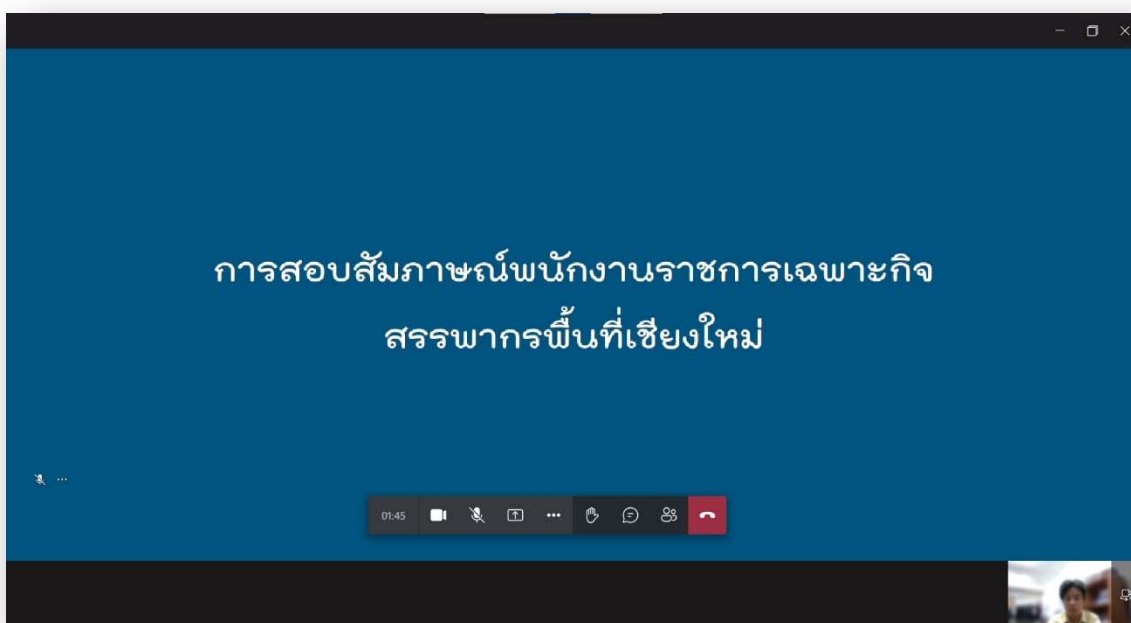 การสอบสัมภาษณ์พนักงานราชการเฉพาะกิจ
สรรพากรพื้นที่เชียงใหม่
01:45